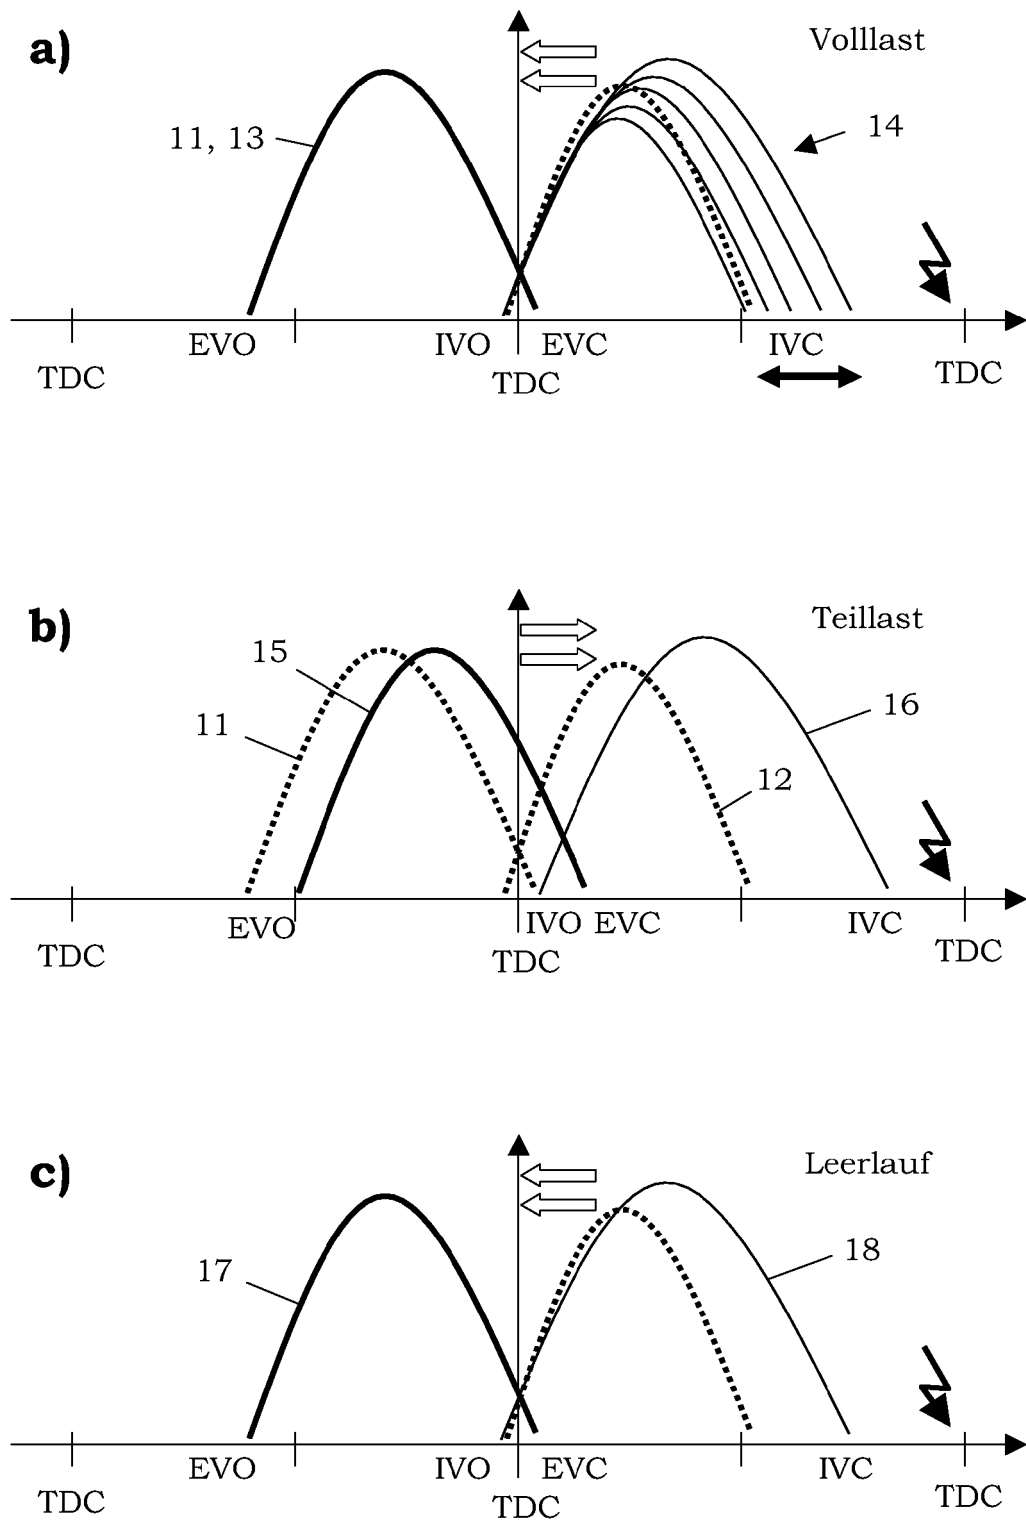 a)
Volllast
11, 13
14
EVO
IVO
EVC
IVC
TDC
TDC
TDC
b)
Teillast
15
11
16
12
EVO
IVO
EVC
IVC
TDC
TDC
TDC
c)
Leerlauf
17
18
EVO
IVO
EVC
IVC
TDC
TDC
TDC